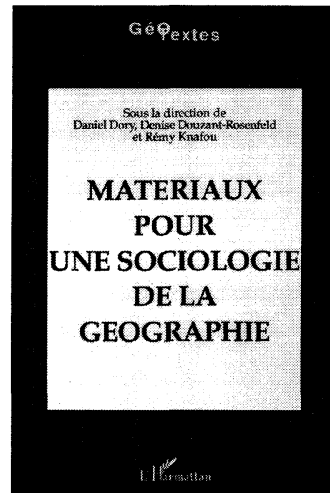 GéOTextes
Sous la direction de
Daniel Dory, Denise Douzant-Rosenfeld
et Rémy Knafou
MATERIAUX
POUR
UNE SOCIOLOGIE
DE LA
GEOGRAPHIE
L'Harmattan